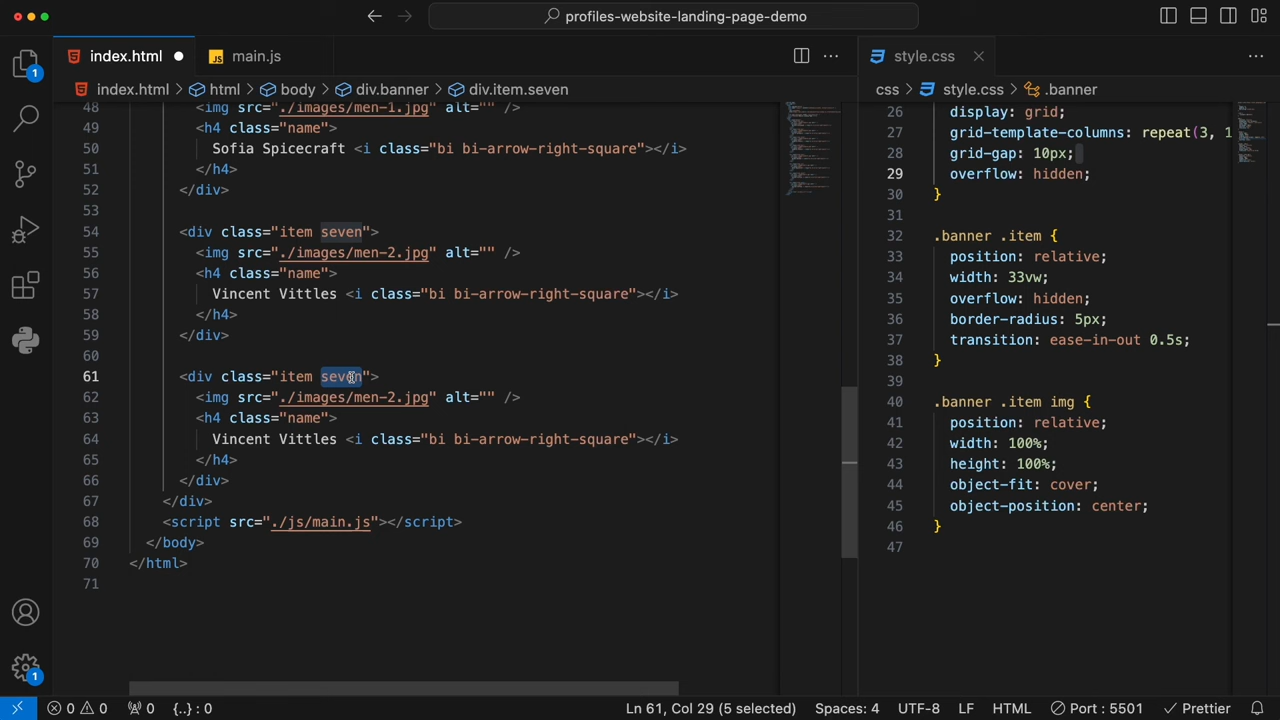 profiles-website-landing-page-demo
index.html
JS main.js
style.css
index.html > html > body > div.banner > div.item.seven
css > style.css > .banner
1
48 <img src="./images/men-1.jpg" alt="" />
49 <h4 class="name">
50 Sofia Spicecraft <i class="bi bi-arrow-right-square"></i>
51 </h4>
52 </div>
53
54 <div class="item seven">
55 <img src="./images/men-2.jpg" alt="" />
56 <h4 class="name">
57 Vincent Vittles <i class="bi bi-arrow-right-square"></i>
58 </h4>
59 </div>
60
61 <div class="item seven">
62 <img src="./images/men-2.jpg" alt="" />
63 <h4 class="name">
64 Vincent Vittles <i class="bi bi-arrow-right-square"></i>
65 </h4>
66 </div>
67 </div>
68 <script src="./js/main.js"></script>
69 </body>
70 </html>
71
26 display: grid;
27 grid-template-columns: repeat(3, 1
28 grid-gap: 10px;
29 overflow: hidden;
30 }
31
32 .banner .item {
33 position: relative;
34 width: 33vw;
35 overflow: hidden;
36 border-radius: 5px;
37 transition: ease-in-out 0.5s;
38 }
39
40 .banner .item img {
41 position: relative;
42 width: 100%;
43 height: 100%;
44 object-fit: cover;
45 object-position: center;
46 }
47
1
0 0 0 {..} : 0 Ln 61, Col 29 (5 selected) Spaces: 4 UTF-8 LF HTML Port : 5501 Prettier